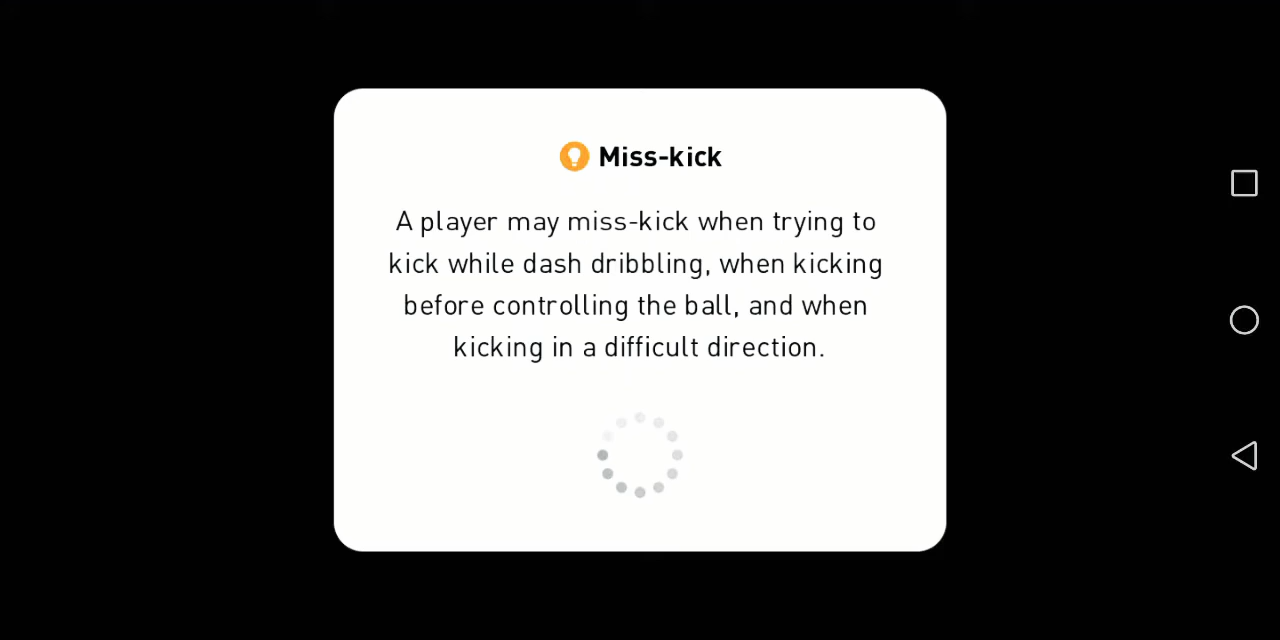 Miss-kick
A player may miss-kick when trying to
kick while dash dribbling, when kicking
before controlling the ball, and when
kicking in a difficult direction.